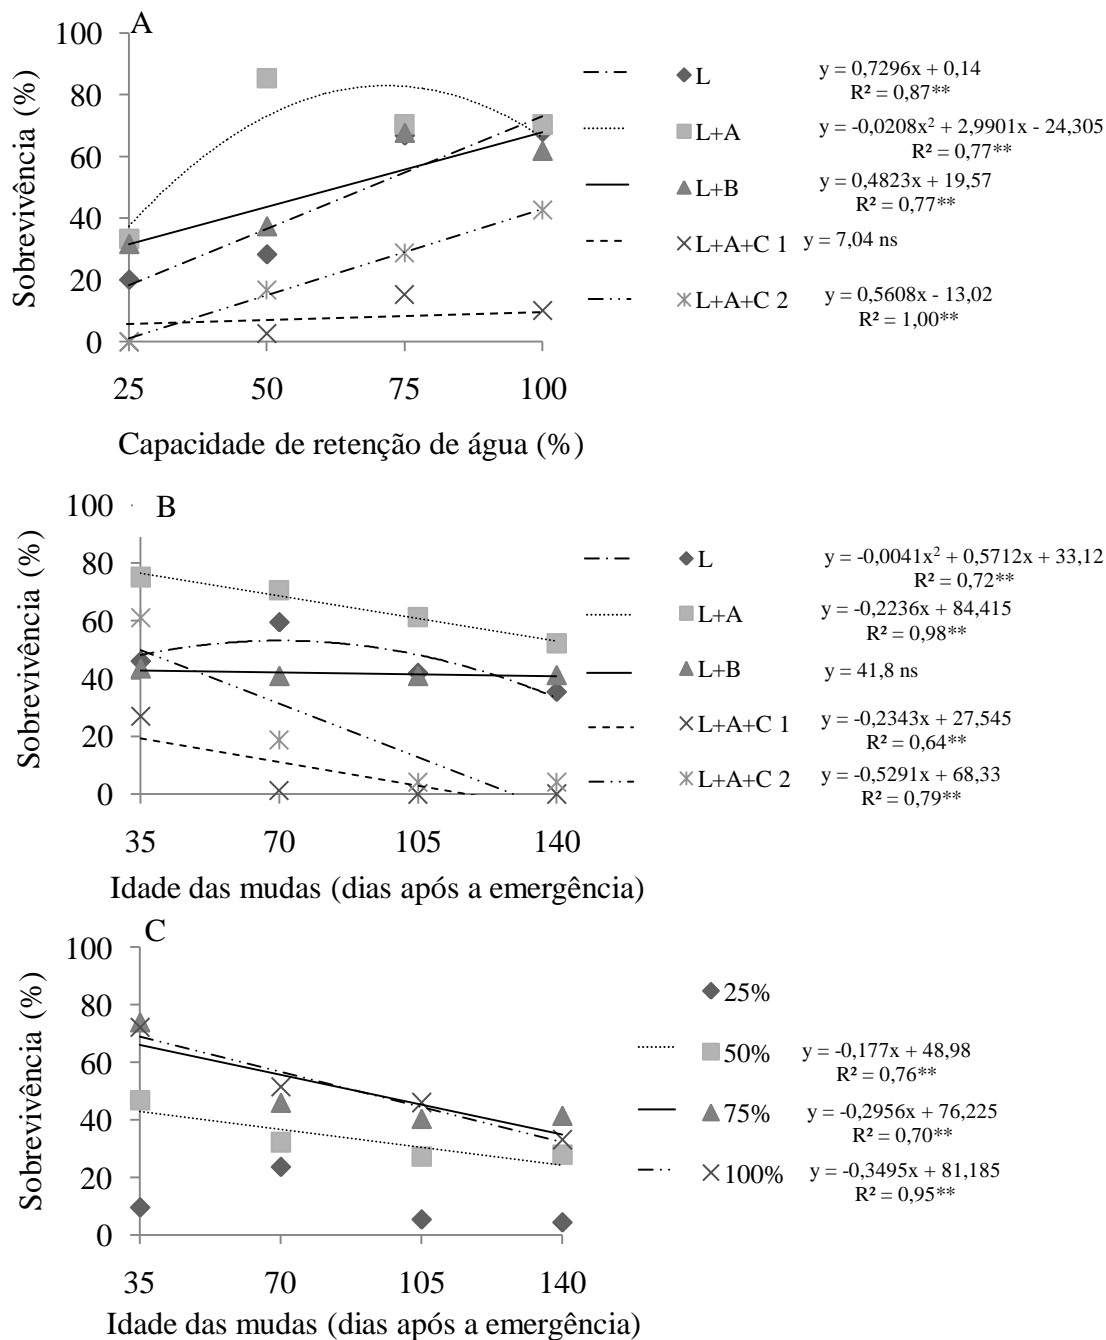 A
Sobrevivência (%)
100
80
60
40
20
0
25 50 75 100
Capacidade de retenção de água (%)
L y = 0,7296x + 0,14
R² = 0,87**
L+A y = -0,0208x² + 2,9901x - 24,305
R² = 0,77**
L+B y = 0,4823x + 19,57
R² = 0,77**
L+A+C 1 y = 7,04 ns
L+A+C 2 y = 0,5608x - 13,02
R² = 1,00**
B
Sobrevivência (%)
100
80
60
40
20
0
35 70 105 140
Idade das mudas (dias após a emergência)
L y = -0,0041x² + 0,5712x + 33,12
R² = 0,72**
L+A y = -0,2236x + 84,415
R² = 0,98**
L+B y = 41,8 ns
L+A+C 1 y = -0,2343x + 27,545
R² = 0,64**
L+A+C 2 y = -0,5291x + 68,33
R² = 0,79**
C
Sobrevivência (%)
100
80
60
40
20
0
35 70 105 140
Idade das mudas (dias após a emergência)
25%
50% y = -0,177x + 48,98
R² = 0,76**
75% y = -0,2956x + 76,225
R² = 0,70**
100% y = -0,3495x + 81,185
R² = 0,95**